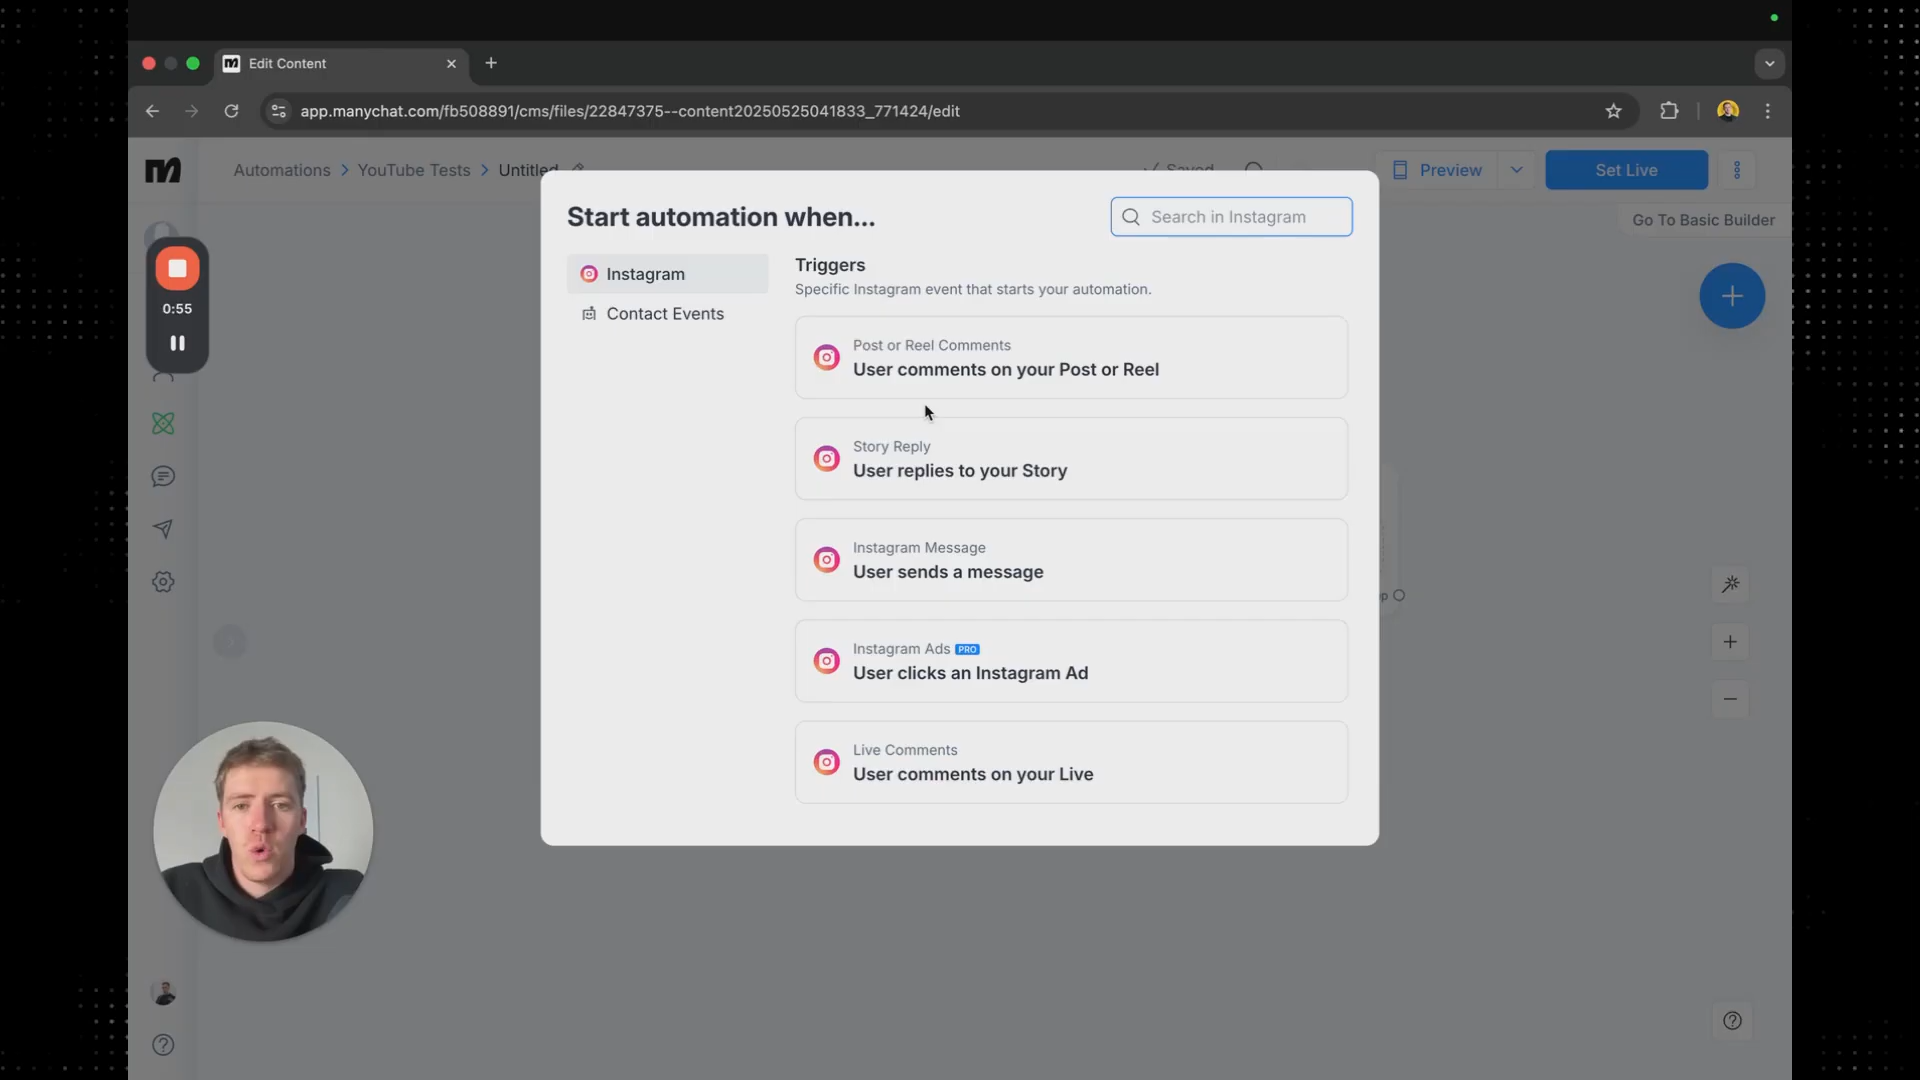 Edit Content
app.manychat.com/fb508891/cms/files/22847375--content20250525041833_771424/edit
Automations > YouTube Tests > Untitled
Saved
Preview
Set Live
Go To Basic Builder
0:55
Start automation when...
Search in Instagram
Instagram
Contact Events
Triggers
Specific Instagram event that starts your automation.
Post or Reel Comments
User comments on your Post or Reel
Story Reply
User replies to your Story
Instagram Message
User sends a message
Instagram Ads PRO
User clicks an Instagram Ad
Live Comments
User comments on your Live